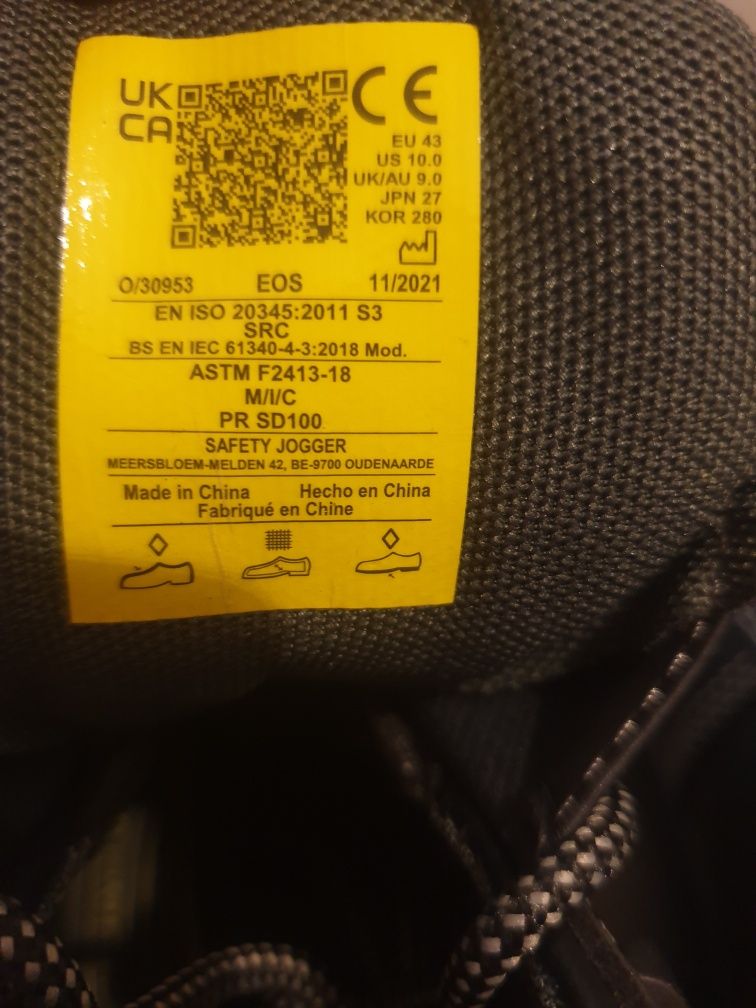 UK
CA
CE
EU 43
US 10.0
UK/AU 9.0
JPN 27
KOR 280
O/30953 EOS 11/2021
EN ISO 20345:2011 S3
SRC
BS EN IEC 61340-4-3:2018 Mod.
ASTM F2413-18
M/I/C
PR SD100
SAFETY JOGGER
MEERSBLOEM-MELDEN 42, BE-9700 OUDENAARDE
Made in China Hecho en China
Fabriqué en Chine